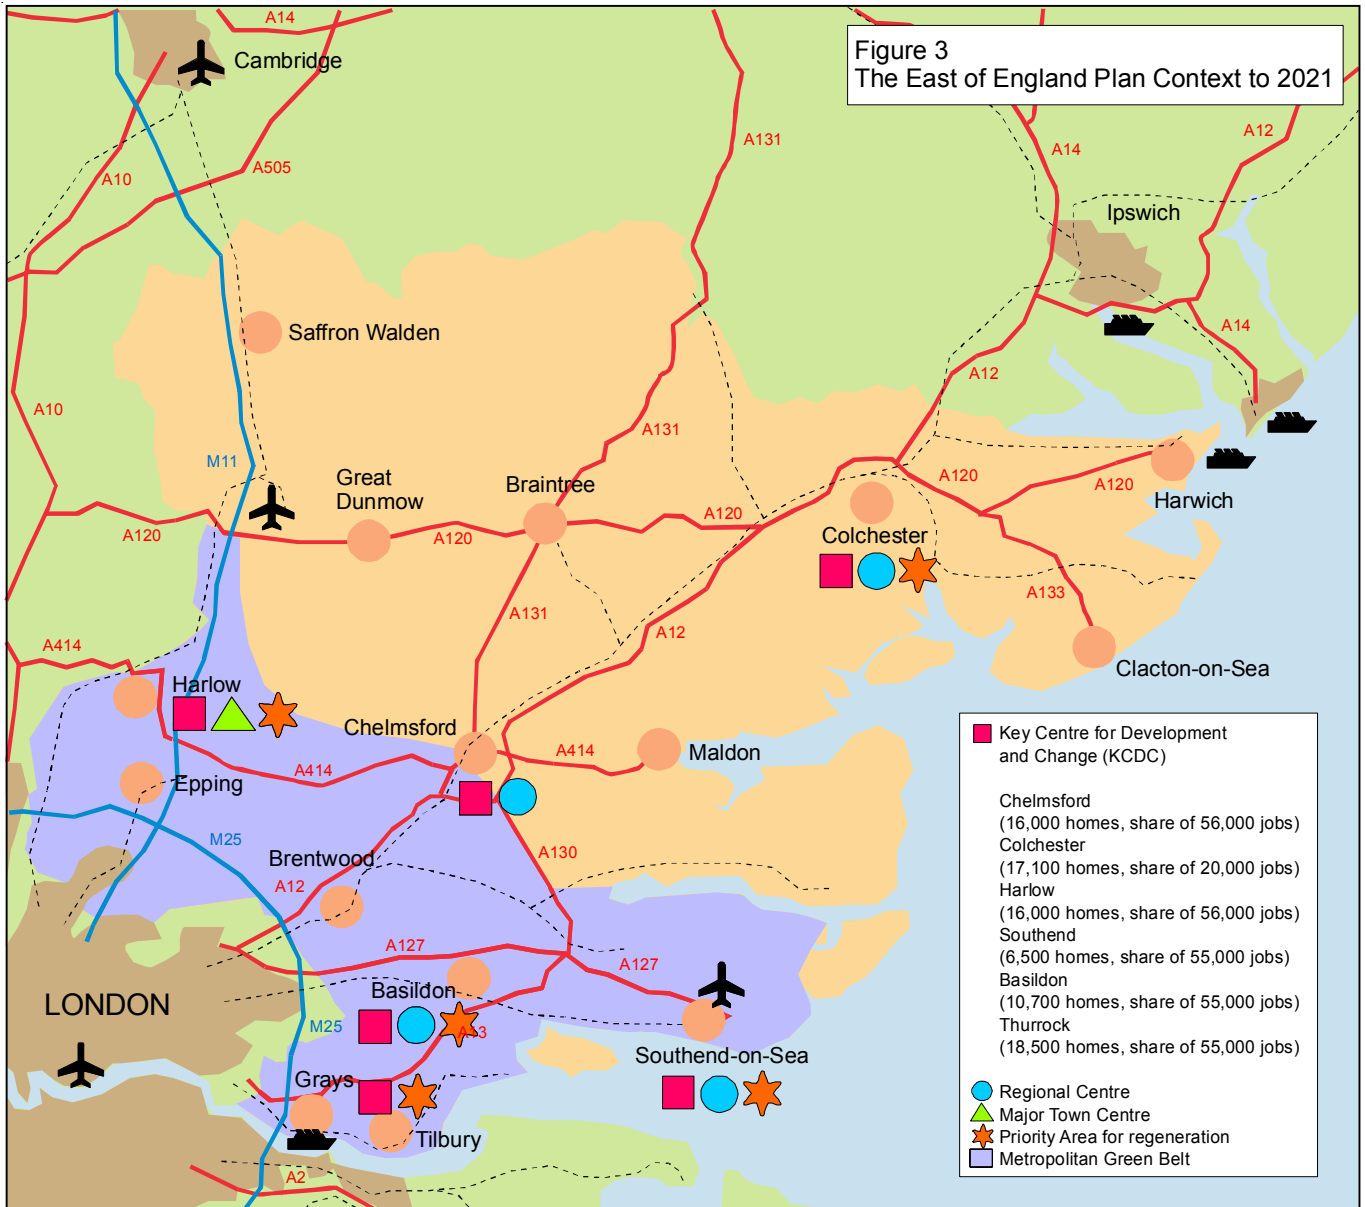 A14
Cambridge
Figure 3
The East of England Plan Context to 2021
A131
A14
A12
A10
A505
Ipswich
Saffron Walden
A14
A12
A10
M11
A131
Great
Dunmow
Braintree
A120
A120
A120
A120
A120
Harwich
Colchester
A133
A131
A12
A414
Harlow
Clacton-on-Sea
Chelmsford
A414
Maldon
A414
Epping
M25
Brentwood
A12
A130
A127
A127
LONDON
Basildon
M25
A13
Southend-on-Sea
Grays
Tilbury
A2
Key Centre for Development
and Change (KCDC)
Chelmsford
(16,000 homes, share of 56,000 jobs)
Colchester
(17,100 homes, share of 20,000 jobs)
Harlow
(16,000 homes, share of 56,000 jobs)
Southend
(6,500 homes, share of 55,000 jobs)
Basildon
(10,700 homes, share of 55,000 jobs)
Thurrock
(18,500 homes, share of 55,000 jobs)
Regional Centre
Major Town Centre
Priority Area for regeneration
Metropolitan Green Belt